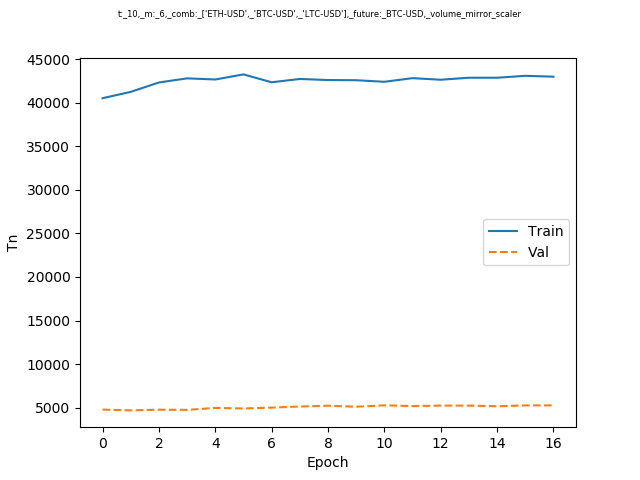 t:_10,_m:_6,_comb:_['ETH-USD',_'BTC-USD',_'LTC-USD'],_future:_BTC-USD,_volume_mirror_scaler
45000
40000
35000
30000
25000
20000
15000
10000
5000
Tn
Train
Val
0 2 4 6 8 10 12 14 16
Epoch